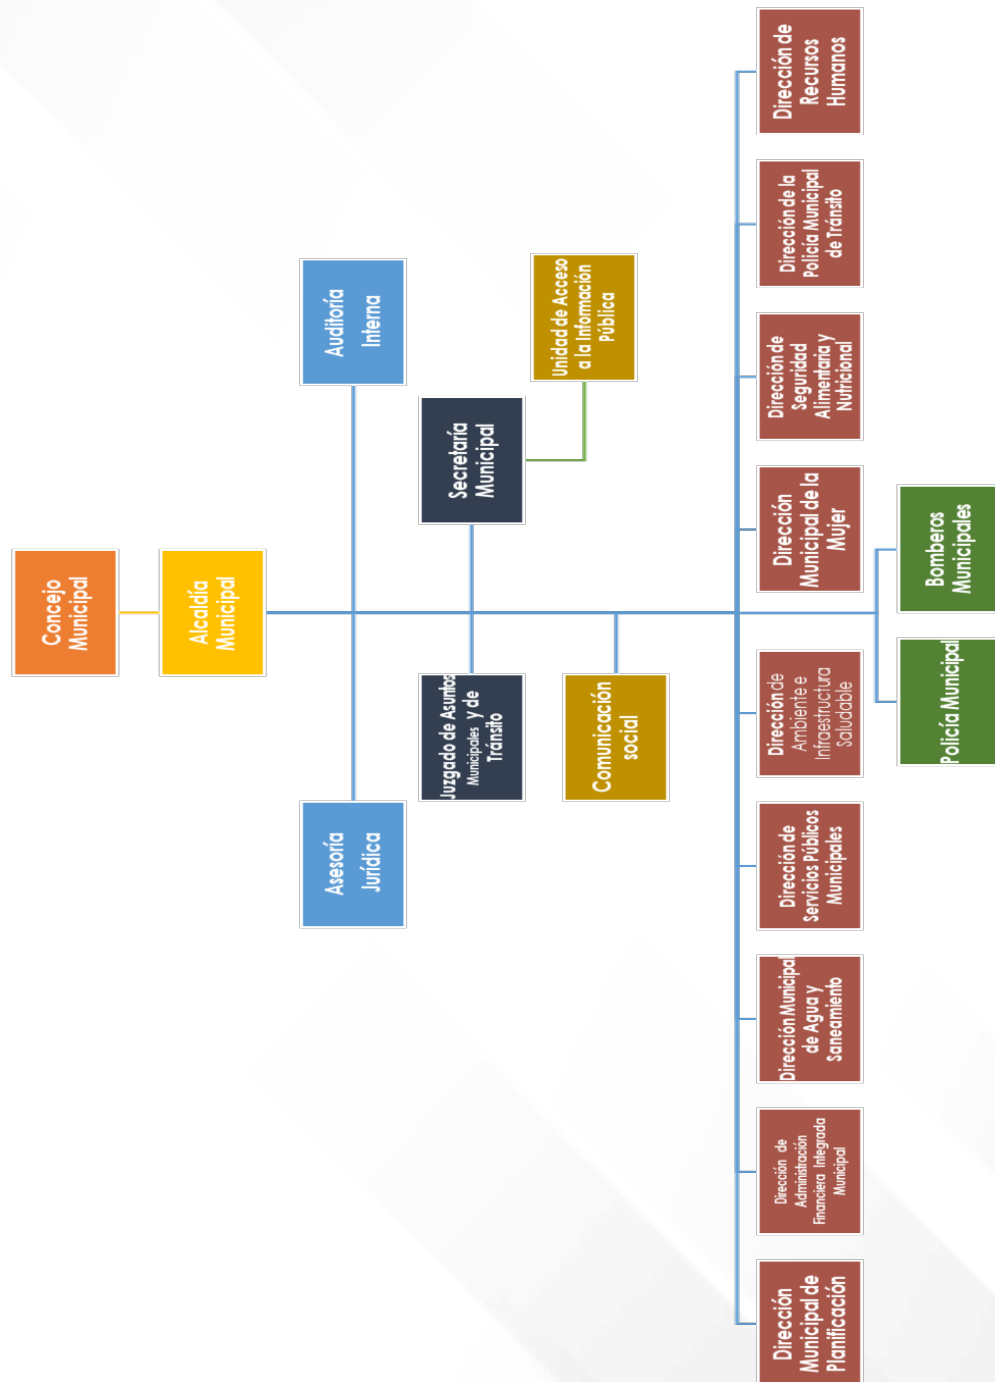 Concejo
Municipal
Alcaldía
Municipal
Asesoría
Jurídica
Auditoría
Interna
Juzgado de Asuntos
Municipales y de
Tránsito
Secretaría
Municipal
Comunicación
social
Unidad de Acceso
a la Información
Pública
Dirección
Municipal de
Planificación
Dirección de
Administración
Financiera Integrada
Municipal
Dirección Municipal
de Agua y
Saneamiento
Dirección de
Servicios Públicos
Municipales
Dirección de
Ambiente e
Infraestructura
Saludable
Dirección
Municipal de la
Mujer
Dirección de
Seguridad
Alimentaria y
Nutricional
Dirección de la
Policía Municipal
de Tránsito
Dirección de
Recursos
Humanos
Policía Municipal
Bomberos
Municipales